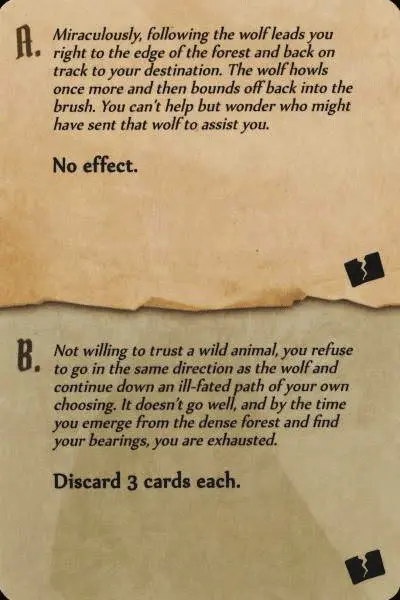 A. Miraculously, following the wolf leads you
right to the edge of the forest and back on
track to your destination. The wolf howls
once more and then bounds off back into the
brush. You can't help but wonder who might
have sent that wolf to assist you.
No effect.
B. Not willing to trust a wild animal, you refuse
to go in the same direction as the wolf and
continue down an ill-fated path of your own
choosing. It doesn't go well, and by the time
you emerge from the dense forest and find
your bearings, you are exhausted.
Discard 3 cards each.